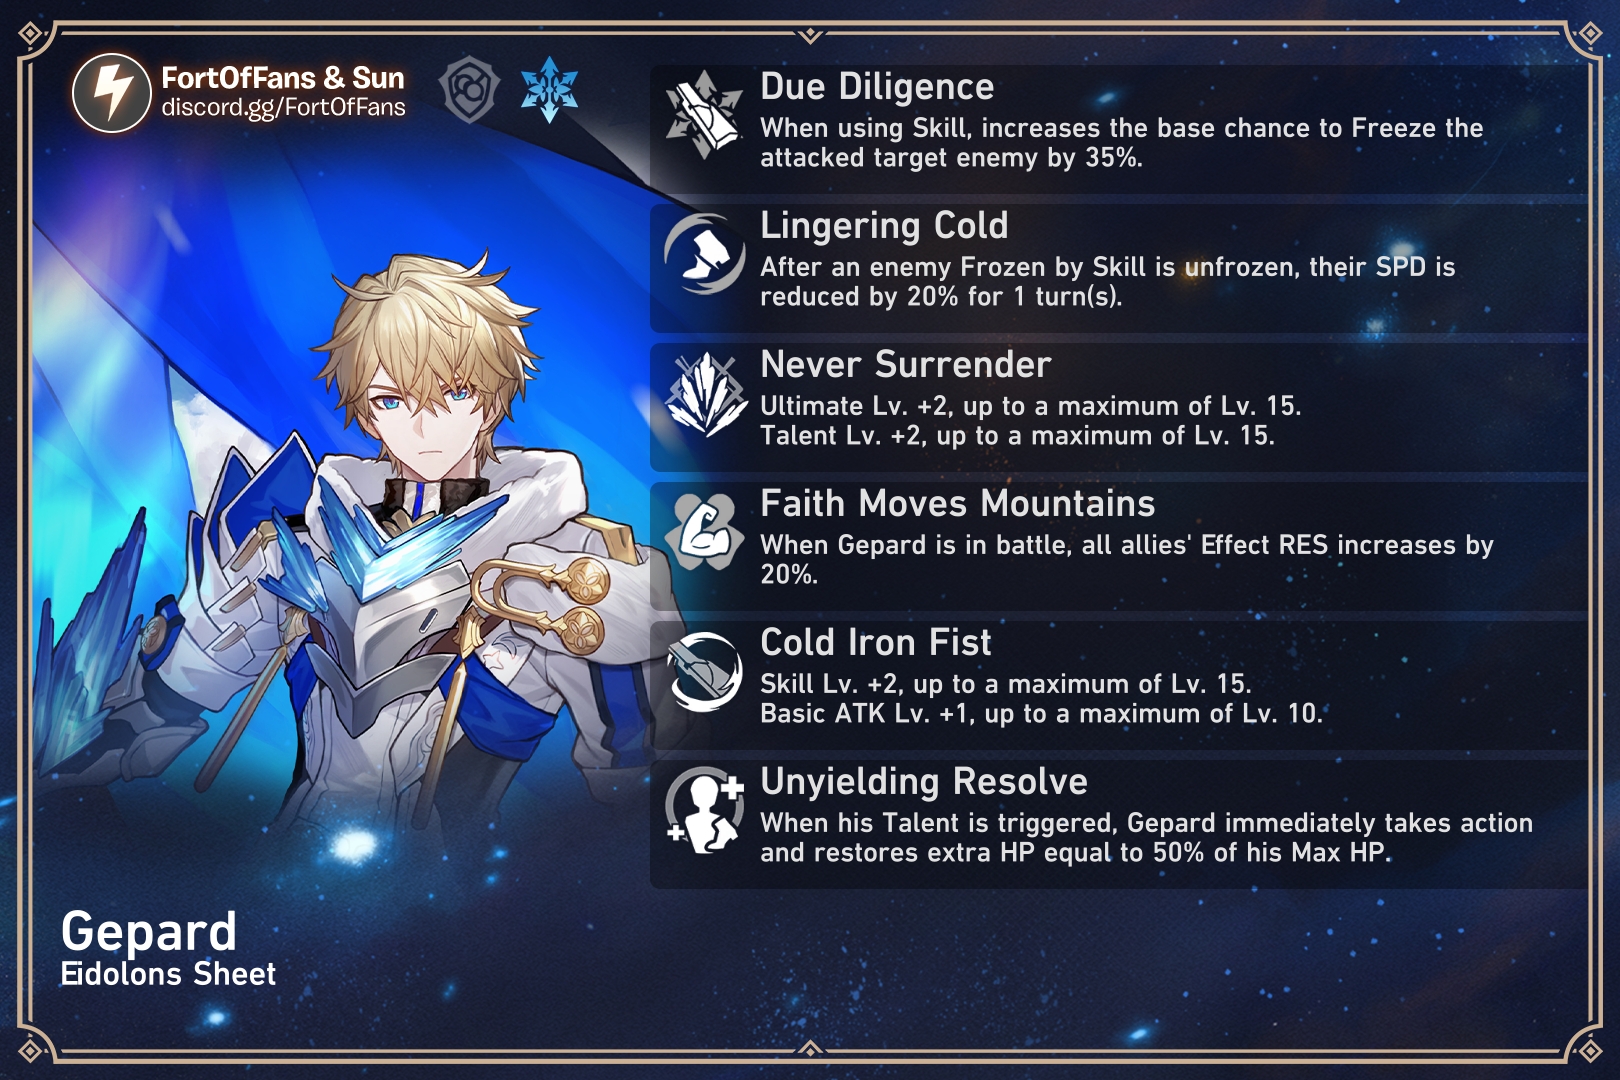 FortOfFans & Sun
discord.gg/FortOfFans
Due Diligence
When using Skill, increases the base chance to Freeze the
attacked target enemy by 35%.
Lingering Cold
After an enemy Frozen by Skill is unfrozen, their SPD is
reduced by 20% for 1 turn(s).
Never Surrender
Ultimate Lv. +2, up to a maximum of Lv. 15.
Talent Lv. +2, up to a maximum of Lv. 15.
Faith Moves Mountains
When Gepard is in battle, all allies' Effect RES increases by
20%.
Cold Iron Fist
Skill Lv. +2, up to a maximum of Lv. 15.
Basic ATK Lv. +1, up to a maximum of Lv. 10.
Unyielding Resolve
When his Talent is triggered, Gepard immediately takes action
and restores extra HP equal to 50% of his Max HP.
Gepard
Eidolons Sheet